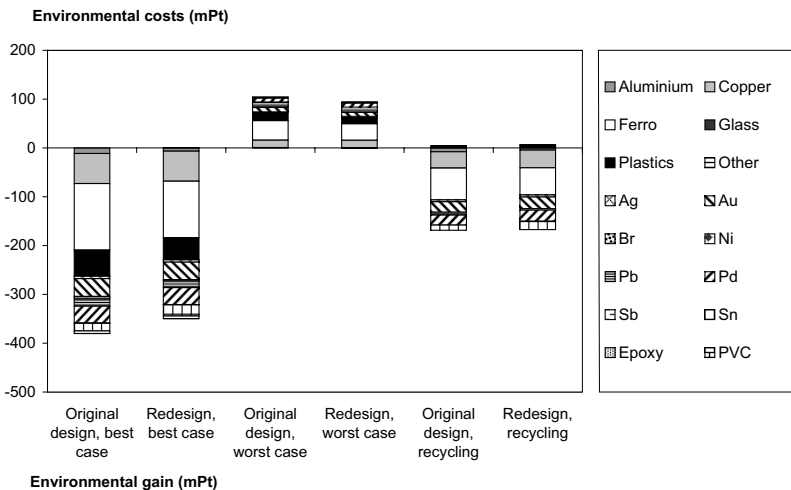 Environmental costs (mPt)
200
100
0
-100
-200
-300
-400
-500
Original design, best case
Redesign, best case
Original design, worst case
Redesign, worst case
Original design, recycling
Redesign, recycling
Environmental gain (mPt)
Aluminium Copper
Ferro Glass
Plastics Other
Ag Au
Br Ni
Pb Pd
Sb Sn
Epoxy PVC